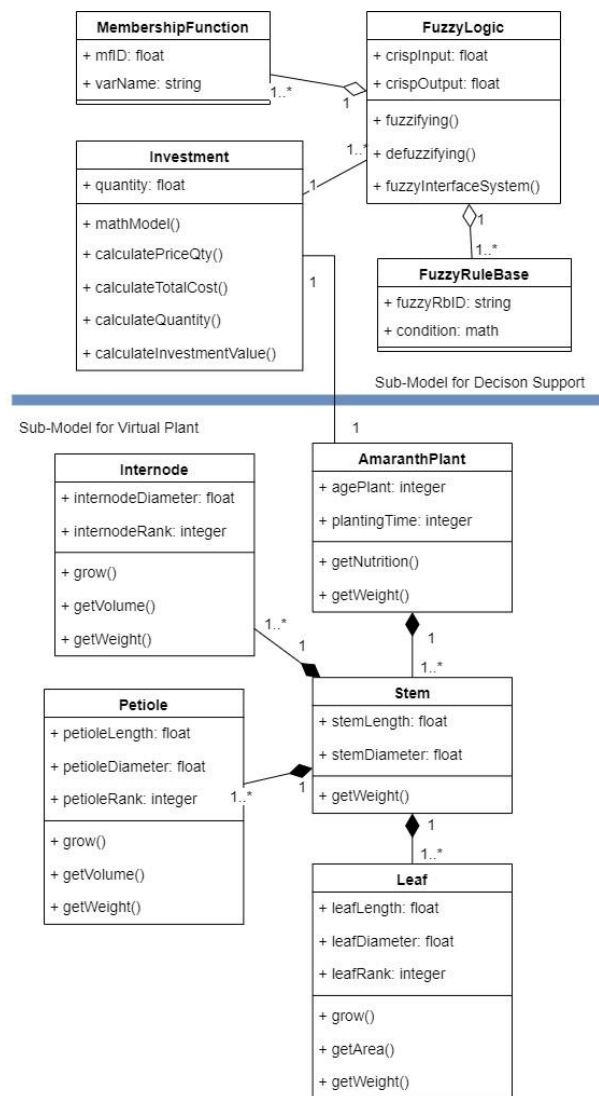 MembershipFunction
+ mfID: float
+ varName: string
1..*
FuzzyLogic
+ crispInput: float
+ crispOutput: float
+ fuzzifying()
+ defuzzifying()
+ fuzzyInterfaceSystem()
1
Investment
+ quantity: float
+ mathModel()
+ calculatePriceQty()
+ calculateTotalCost()
+ calculateQuantity()
+ calculateInvestmentValue()
1
1..*
1
1
1..*
FuzzyRuleBase
+ fuzzyRbID: string
+ condition: math
Sub-Model for Decison Support
Sub-Model for Virtual Plant
1
Internode
+ internodeDiameter: float
+ internodeRank: integer
+ grow()
+ getVolume()
+ getWeight()
1..*
1
AmaranthPlant
+ agePlant: integer
+ plantingTime: integer
+ getNutrition()
+ getWeight()
1
1..*
Petiole
+ petioleLength: float
+ petioleDiameter: float
+ petioleRank: integer
+ grow()
+ getVolume()
+ getWeight()
1..*
1
Stem
+ stemLength: float
+ stemDiameter: float
+ getWeight()
1
1..*
Leaf
+ leafLength: float
+ leafDiameter: float
+ leafRank: integer
+ grow()
+ getArea()
+ getWeight()